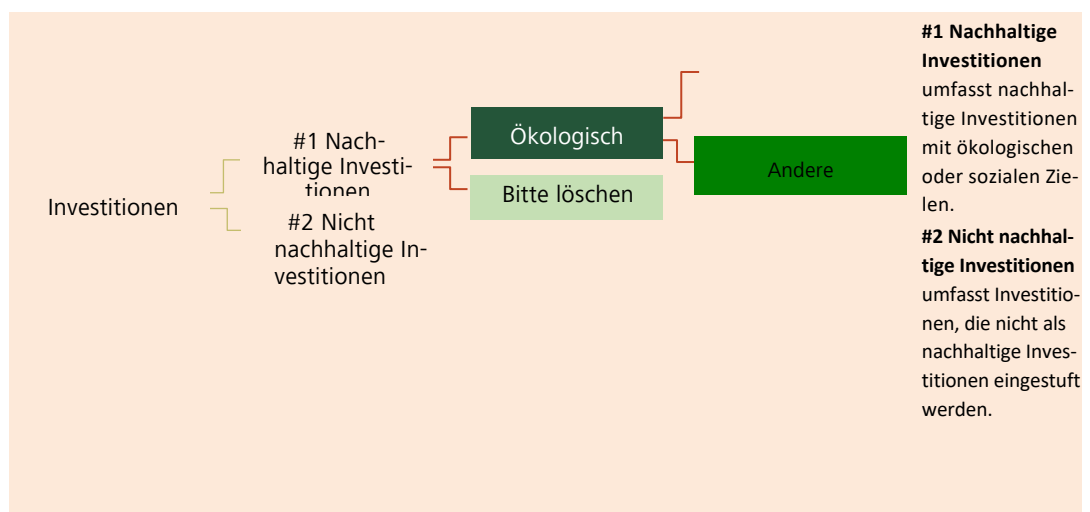 Investitionen
#1 Nach-
haltige Investi-
tionen
#2 Nicht
nachhaltige In-
vestitionen
Ökologisch
Bitte löschen
Andere
#1 Nachhaltige
Investitionen
umfasst nachhal-
tige Investitionen
mit ökologischen
oder sozialen Zie-
len.
#2 Nicht nachhal-
tige Investitionen
umfasst Investitio-
nen, die nicht als
nachhaltige Inves-
titionen eingestuft
werden.